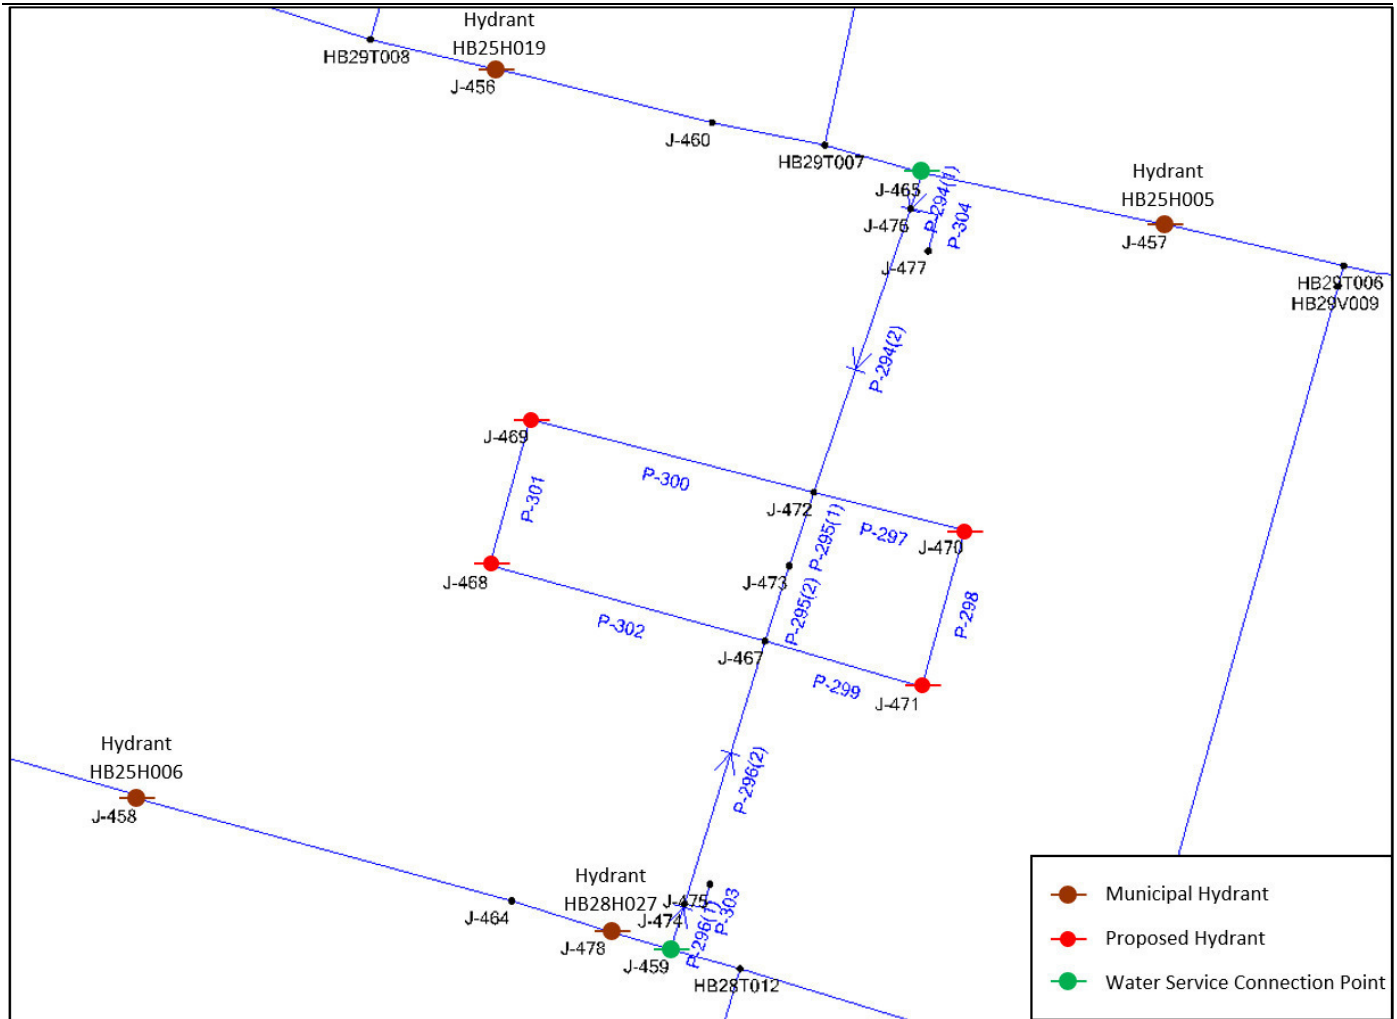 Hydrant
HB25H019
HB29T008
J-456
J-460
HB29T007
J-465
P-294(1)
P-304
Hydrant
HB25H005
J-457
J-476
J-477
HB29T006
HB29V009
P-294(2)
J-469
P-300
P-301
J-472
P-295(1)
P-297
J-470
J-468
J-473
P-295(2)
P-298
P-302
J-467
P-299
J-471
Hydrant
HB25H006
J-458
P-296(2)
Hydrant
HB28H027
J-475
J-474
P-303
P-296(1)
J-464
J-478
J-459
HB28T012
Municipal Hydrant
Proposed Hydrant
Water Service Connection Point